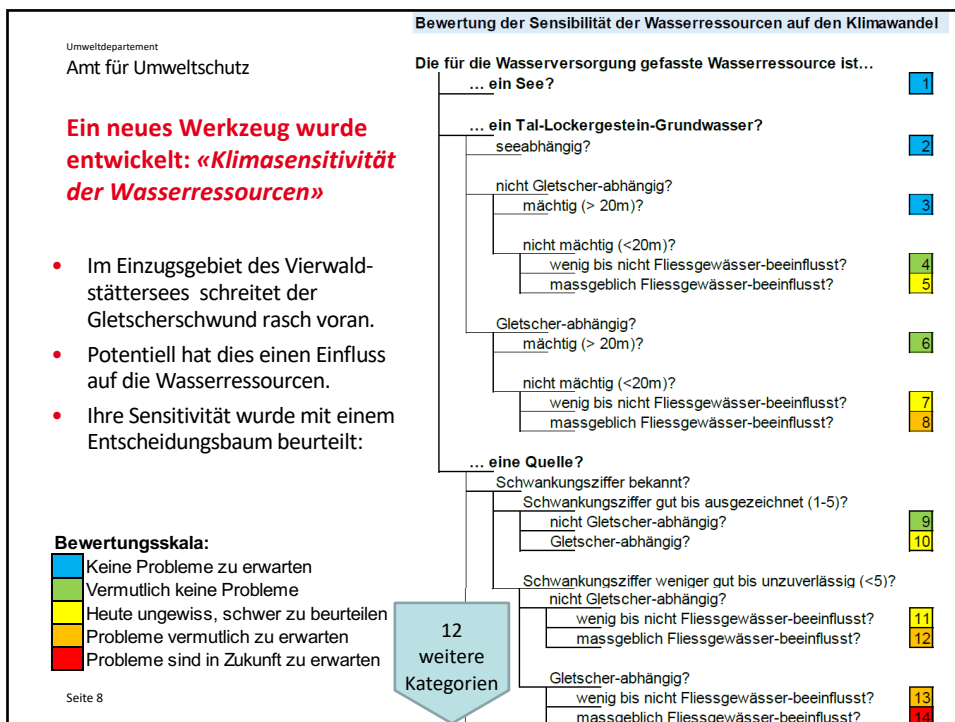 Umweltdepartement
Amt für Umweltschutz
Ein neues Werkzeug wurde
entwickelt: «Klimasensitivität
der Wasserressourcen»
• Im Einzugsgebiet des Vierwald-
stättersees schreitet der
Gletscherschwund rasch voran.
• Potentiell hat dies einen Einfluss
auf die Wasserressourcen.
• Ihre Sensitivität wurde mit einem
Entscheidungsbaum beurteilt:
Bewertungsskala:
Keine Probleme zu erwarten
Vermutlich keine Probleme
Heute ungewiss, schwer zu beurteilen
Probleme vermutlich zu erwarten
Probleme sind in Zukunft zu erwarten
Seite 8
Bewertung der Sensibilität der Wasserressourcen auf den Klimawandel
Die für die Wasserversorgung gefasste Wasserressource ist…
… ein See? 1
… ein Tal-Lockergestein-Grundwasser?
seeabhängig? 2
nicht Gletscher-abhängig?
mächtig (> 20m)? 3
nicht mächtig (<20m)?
wenig bis nicht Fliessgewässer-beeinflusst? 4
massgeblich Fliessgewässer-beeinflusst? 5
Gletscher-abhängig?
mächtig (> 20m)? 6
nicht mächtig (<20m)?
wenig bis nicht Fliessgewässer-beeinflusst? 7
massgeblich Fliessgewässer-beeinflusst? 8
… eine Quelle?
Schwankungsziffer bekannt?
Schwankungsziffer gut bis ausgezeichnet (1-5)?
nicht Gletscher-abhängig? 9
Gletscher-abhängig? 10
Schwankungsziffer weniger gut bis unzuverlässig (<5)?
nicht Gletscher-abhängig?
wenig bis nicht Fliessgewässer-beeinflusst? 11
massgeblich Fliessgewässer-beeinflusst? 12
Gletscher-abhängig?
wenig bis nicht Fliessgewässer-beeinflusst? 13
massgeblich Fliessgewässer-beeinflusst? 14
12
weitere
Kategorien